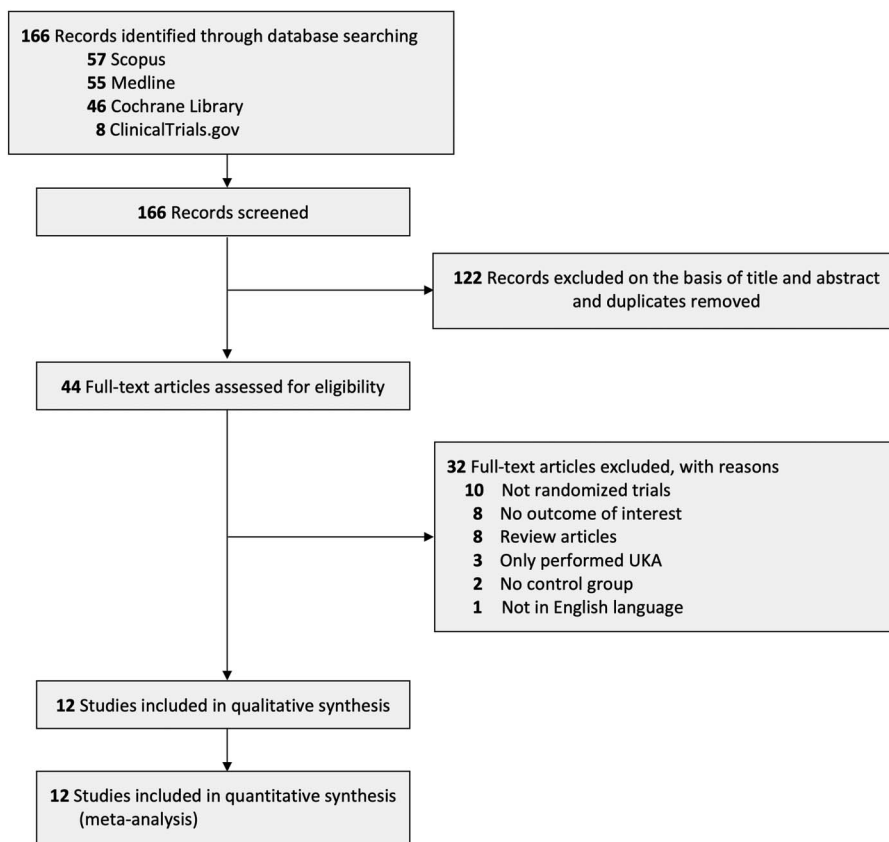 166 Records identified through database searching
57 Scopus
55 Medline
46 Cochrane Library
8 ClinicalTrials.gov
166 Records screened
122 Records excluded on the basis of title and abstract
and duplicates removed
44 Full-text articles assessed for eligibility
32 Full-text articles excluded, with reasons
10 Not randomized trials
8 No outcome of interest
8 Review articles
3 Only performed UKA
2 No control group
1 Not in English language
12 Studies included in qualitative synthesis
12 Studies included in quantitative synthesis
(meta-analysis)